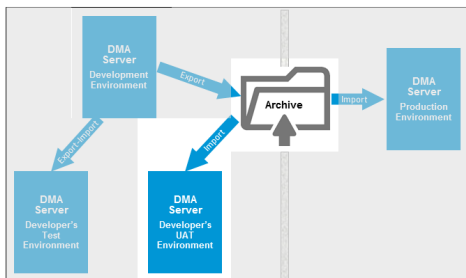 DMA
Server
Development
Environment
Export
Archive
Import
DMA
Server
Production
Environment
Export-Import
Import
DMA
Server
Developer's
Test
Environment
DMA
Server
Developer's
UAT
Environment